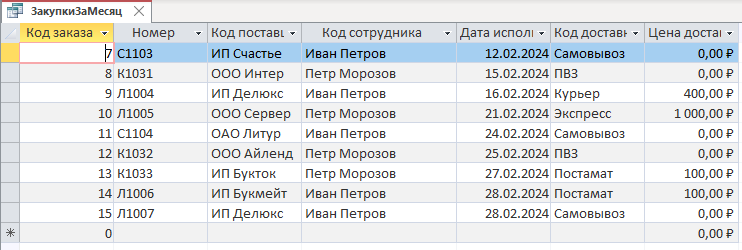 ЗакупкиЗаМесяц
Код заказа Номер Код постави Код сотрудника Дата испол Код доставк Цена достав
7 С1103 ИП Счастье Иван Петров 12.02.2024 Самовывоз 0,00 ₽
8 К1031 ООО Интер Петр Морозов 15.02.2024 ПВЗ 0,00 ₽
9 Л1004 ИП Делюкс Иван Петров 16.02.2024 Курьер 400,00 ₽
10 Л1005 ООО Сервер Петр Морозов 21.02.2024 Экспресс 1 000,00 ₽
11 С1104 ОАО Литур Иван Петров 24.02.2024 Самовывоз 0,00 ₽
12 К1032 ООО Айленд Петр Морозов 25.02.2024 ПВЗ 0,00 ₽
13 К1033 ИП Букток Петр Морозов 27.02.2024 Постамат 100,00 ₽
14 Л1006 ИП Букмейт Иван Петров 28.02.2024 Постамат 100,00 ₽
15 Л1007 ИП Делюкс Иван Петров 28.02.2024 Самовывоз 0,00 ₽
0 0,00 ₽